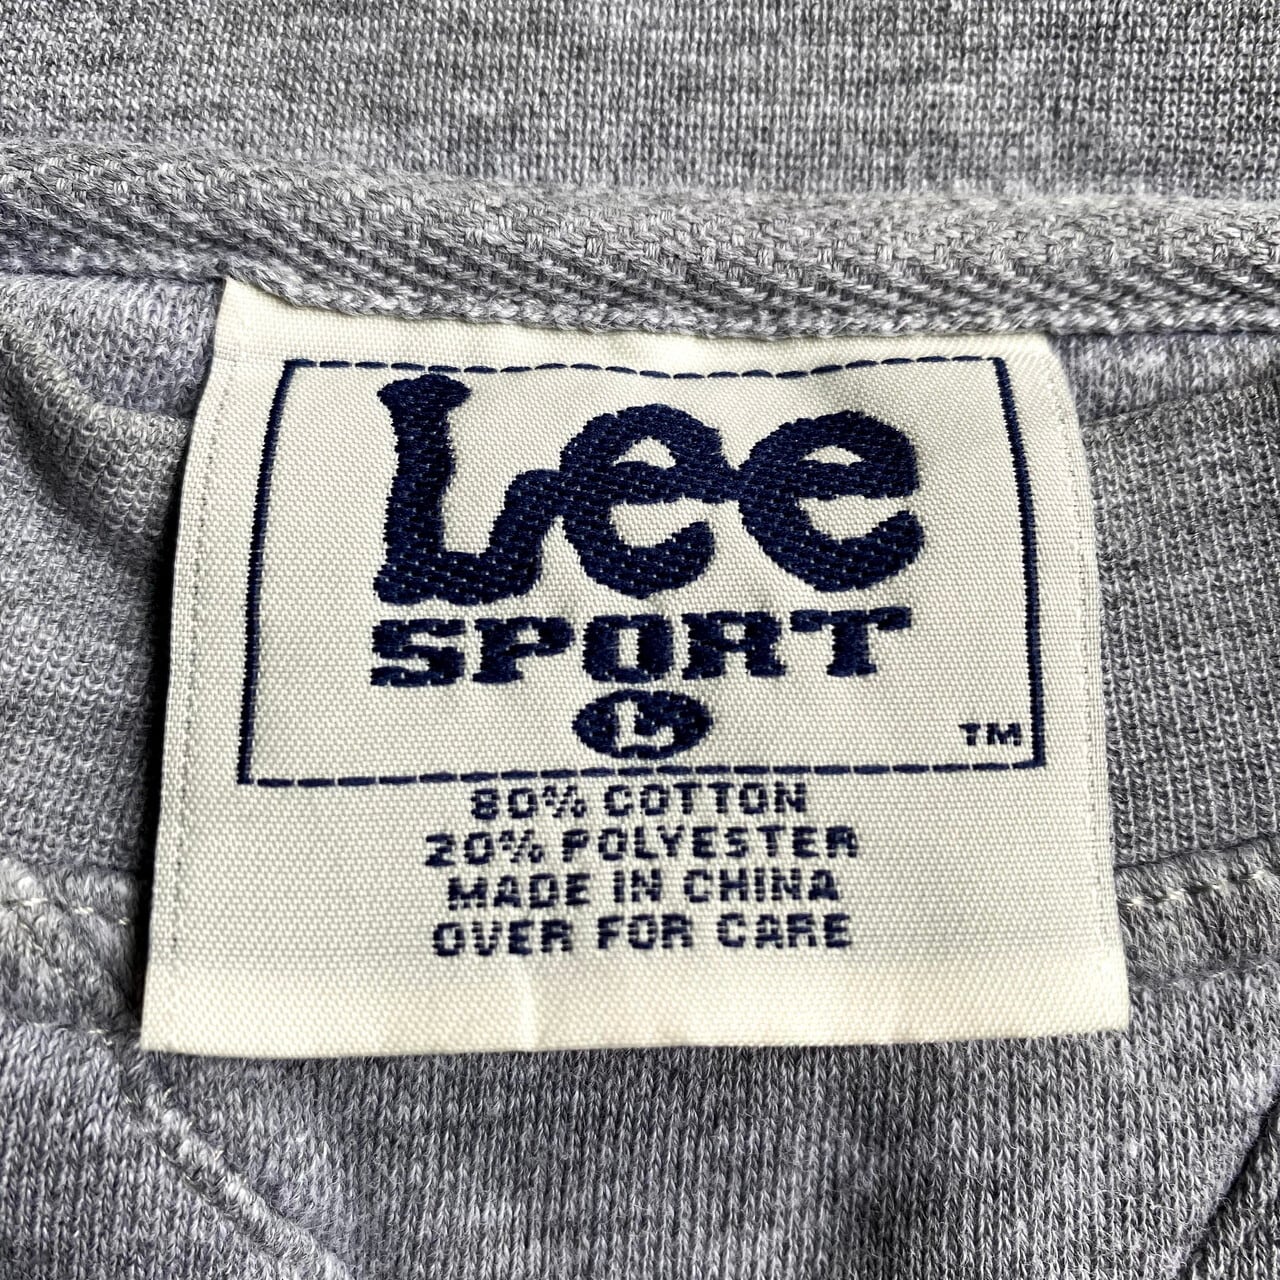 Lee
SPORT
L
TM
80% COTTON
20% POLYESTER
MADE IN CHINA
OVER FOR CARE